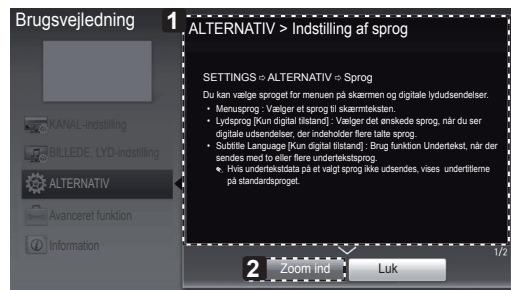 Brugsvejledning
1
ALTERNATIV > Indstilling af sprog
SETTINGS ⇨ ALTERNATIV ⇨ Sprog
Du kan vælge sproget for menuen på skærmen og digitale lydudsendelser.
• Menusprog : Vælger et sprog til skærmteksten.
• Lydsprog [Kun digital tilstand] : Vælger det ønskede sprog, når du ser
digitale udsendelser, der indeholder flere talte sprog.
• Subtitle Language [Kun digital tilstand] : Brug funktion Undertekst, når der
sendes med to eller flere undertekstsprog.
Hvis undertekstdata på et valgt sprog ikke udsendes, vises undertitlerne
på standardsproget.
KANAL-indstilling
BILLEDE, LYD-indstilling
ALTERNATIV
Avanceret funktion
Information
1/2
2
Zoom ind
Luk